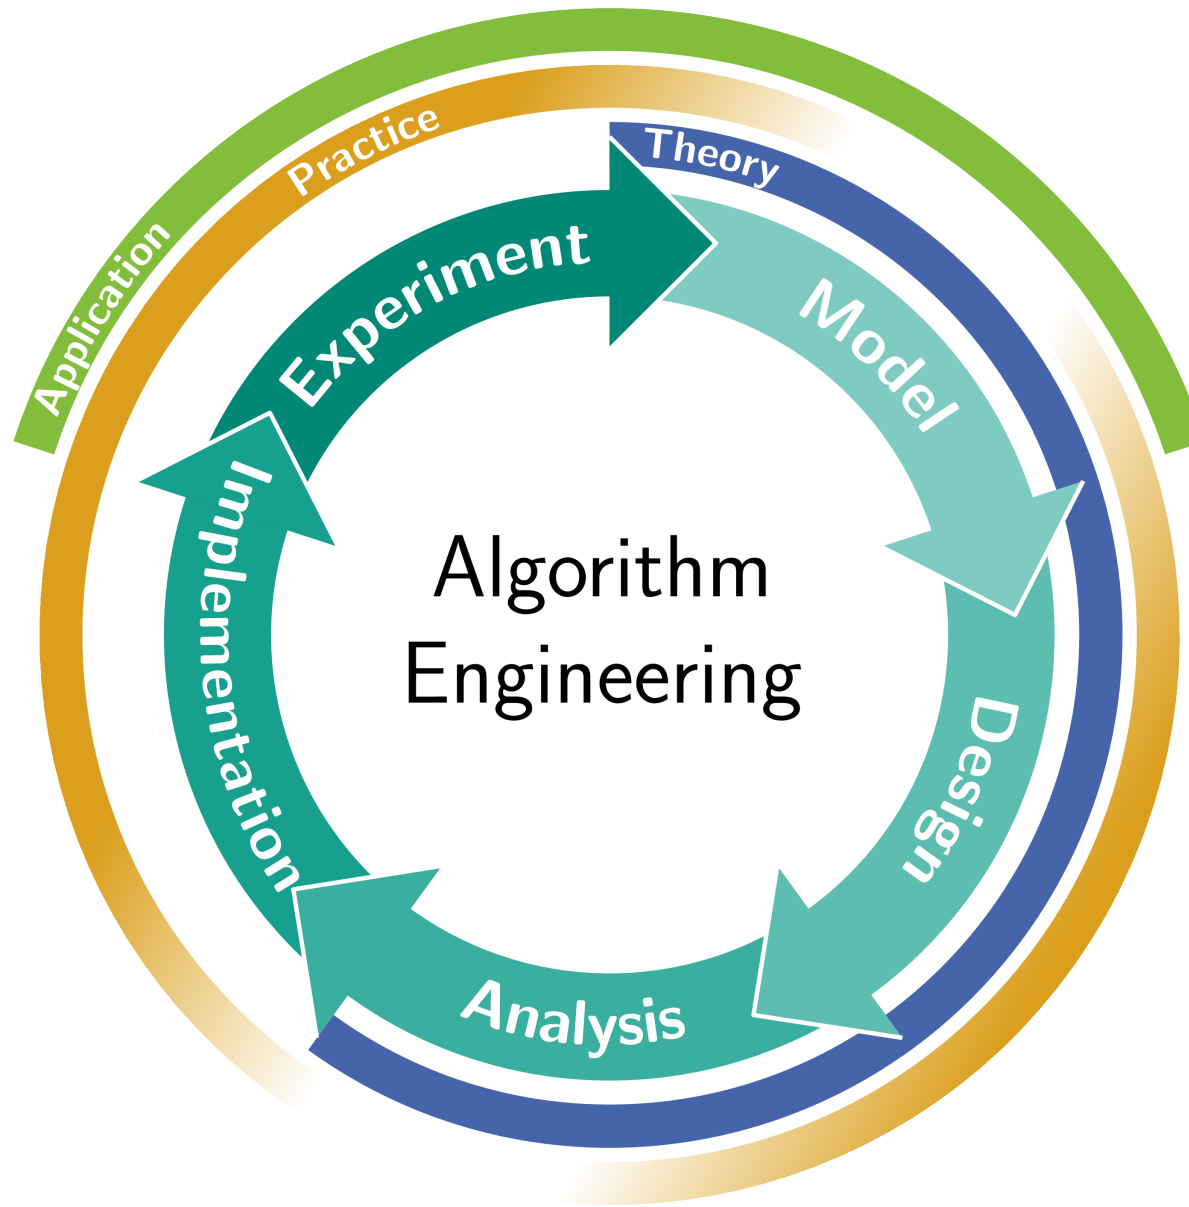 Application
Practice
Theory
Experiment
Model
Design
Analysis
Implementation
Algorithm
Engineering